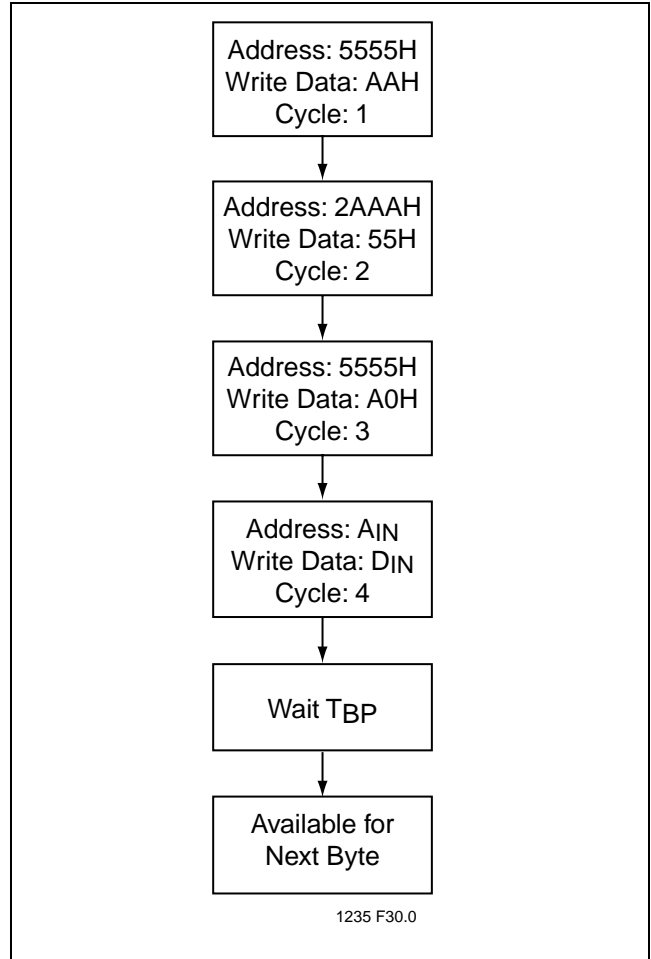 Address: 5555H
Write Data: AAH
Cycle: 1
Address: 2AAAH
Write Data: 55H
Cycle: 2
Address: 5555H
Write Data: A0H
Cycle: 3
Address: AIN
Write Data: DIN
Cycle: 4
Wait TBP
Available for
Next Byte
1235 F30.0